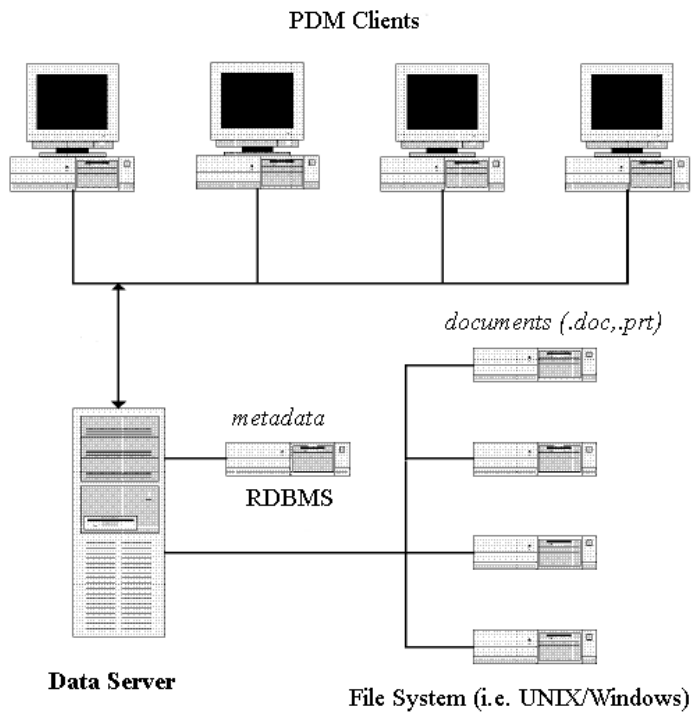 PDM Clients
documents (.doc,.prt)
metadata
RDBMS
Data Server
File System (i.e. UNIX/Windows)